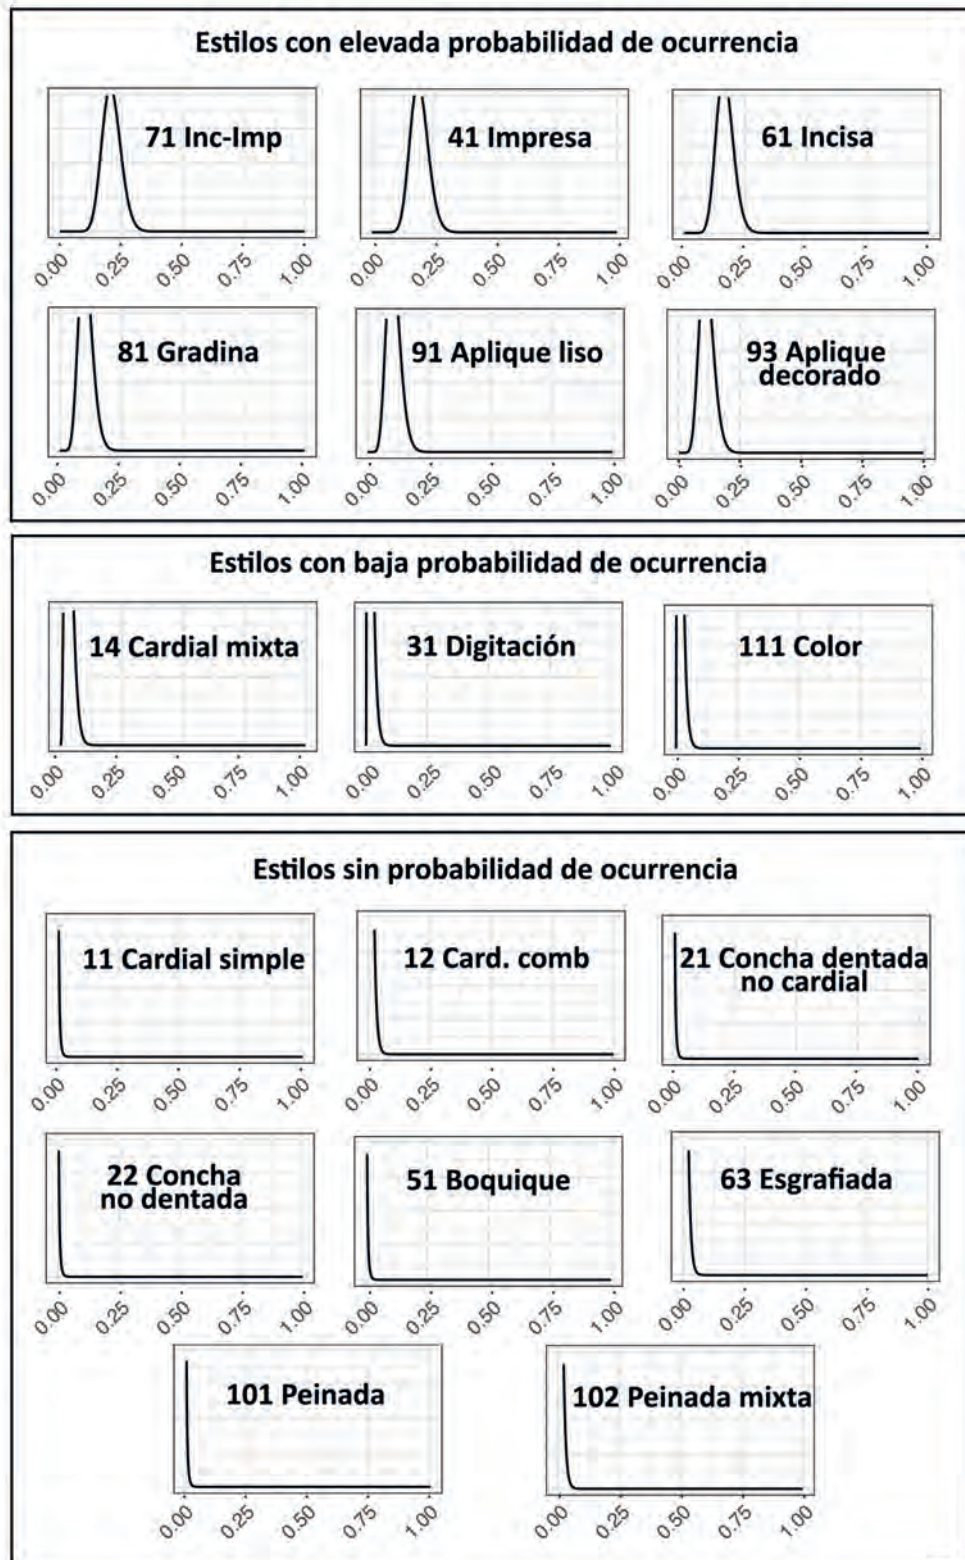 Estilos con elevada probabilidad de ocurrencia
71 Inc-Imp
41 Impresa
61 Incisa
0.00 0.25 0.50 0.75 1.00
0.00 0.25 0.50 0.75 1.00
0.00 0.25 0.50 0.75 1.00
81 Gradina
91 Aplique liso
93 Aplique
decorado
0.00 0.25 0.50 0.75 1.00
0.00 0.25 0.50 0.75 1.00
0.00 0.25 0.50 0.75 1.00
Estilos con baja probabilidad de ocurrencia
14 Cardial mixta
31 Digitación
111 Color
0.00 0.25 0.50 0.75 1.00
0.00 0.25 0.50 0.75 1.00
0.00 0.25 0.50 0.75 1.00
Estilos sin probabilidad de ocurrencia
11 Cardial simple
12 Card. comb
21 Concha dentada
no cardial
0.00 0.25 0.50 0.75 1.00
0.00 0.25 0.50 0.75 1.00
0.00 0.25 0.50 0.75 1.00
22 Concha
no dentada
51 Boquique
63 Esgrafiada
0.00 0.25 0.50 0.75 1.00
0.00 0.25 0.50 0.75 1.00
0.00 0.25 0.50 0.75 1.00
101 Peinada
102 Peinada mixta
0.00 0.25 0.50 0.75 1.00
0.00 0.25 0.50 0.75 1.00